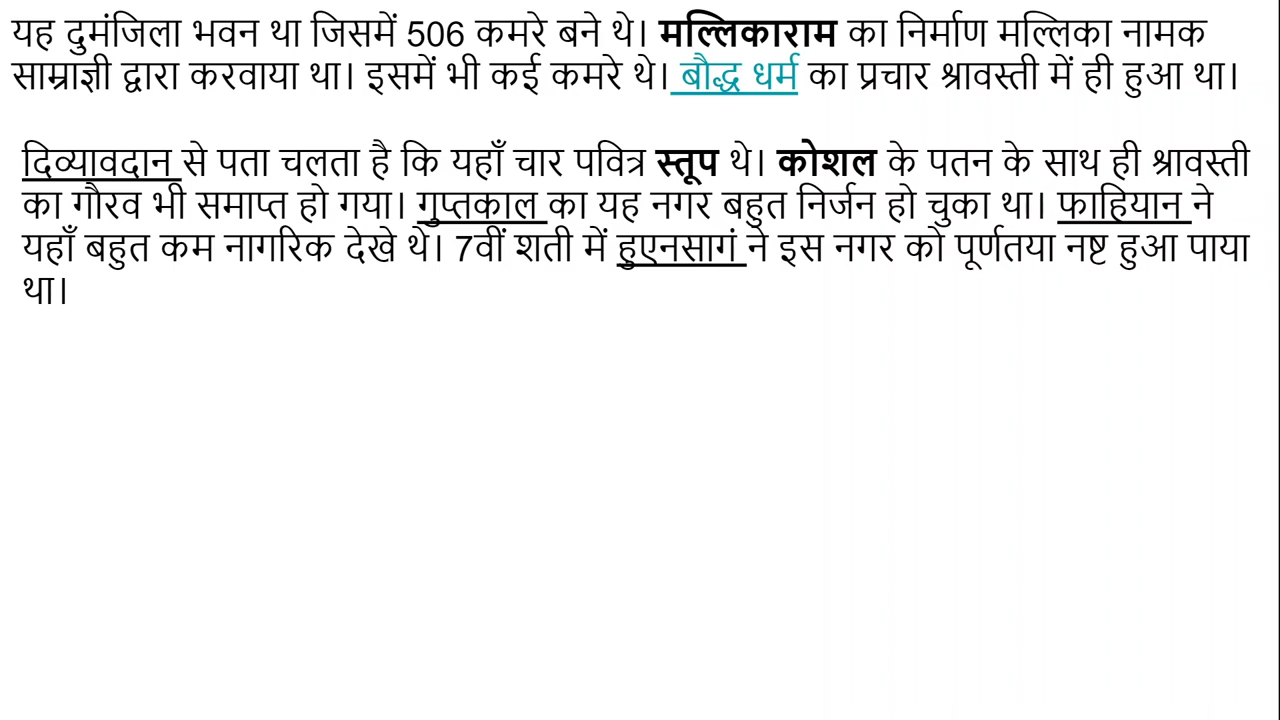 यह दुमंजिला भवन था जिसमें 506 कमरे बने थे। मल्लिकाराम का निर्माण मल्लिका नामक
साम्राज्ञी द्वारा करवाया था। इसमें भी कई कमरे थे। बौद्ध धर्म का प्रचार श्रावस्ती में ही हुआ था।
दिव्यावदान से पता चलता है कि यहाँ चार पवित्र स्तूप थे। कोशल के पतन के साथ ही श्रावस्ती
का गौरव भी समाप्त हो गया। गुप्तकाल का यह नगर बहुत निर्जन हो चुका था। फाहियान ने
यहाँ बहुत कम नागरिक देखे थे। 7वीं शती में हुएनसागं ने इस नगर को पूर्णतया नष्ट हुआ पाया
था।